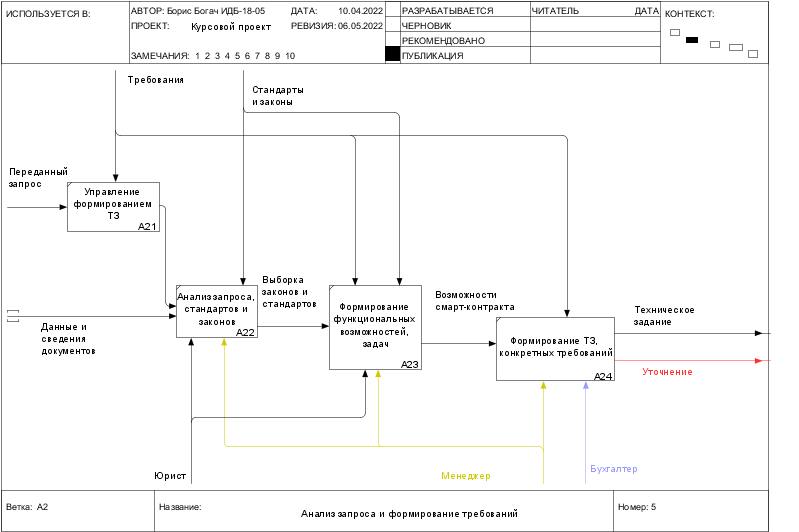 ИСПОЛЬЗУЕТСЯ В:
АВТОР: Борис Богач ИДБ-18-05
ДАТА: 10.04.2022
ПРОЕКТ: Курсовой проект
РЕВИЗИЯ: 06.05.2022
ЗАМЕЧАНИЯ: 1 2 3 4 5 6 7 8 9 10
РАЗРАБАТЫВАЕТСЯ
ЧЕРНОВИК
РЕКОМЕНДОВАНО
ПУБЛИКАЦИЯ
ЧИТАТЕЛЬ ДАТА
КОНТЕКСТ:
Требования
Стандарты
и законы
Переданный
запрос
Управление
формированием
ТЗ
A21
Анализ запроса,
стандартов и
законов
A22
Выборка
законов и
стандартов
Данные и
сведения
документов
Формирование
функциональных
возможностей,
задач
A23
Возможности
смарт-контракта
Формирование ТЗ,
конкретных требований
A24
Техническое
задание
Уточнение
Юрист
Менеджер
Бухгалтер
Ветка: A2
Название:
Анализ запроса и формирование требований
Номер: 5